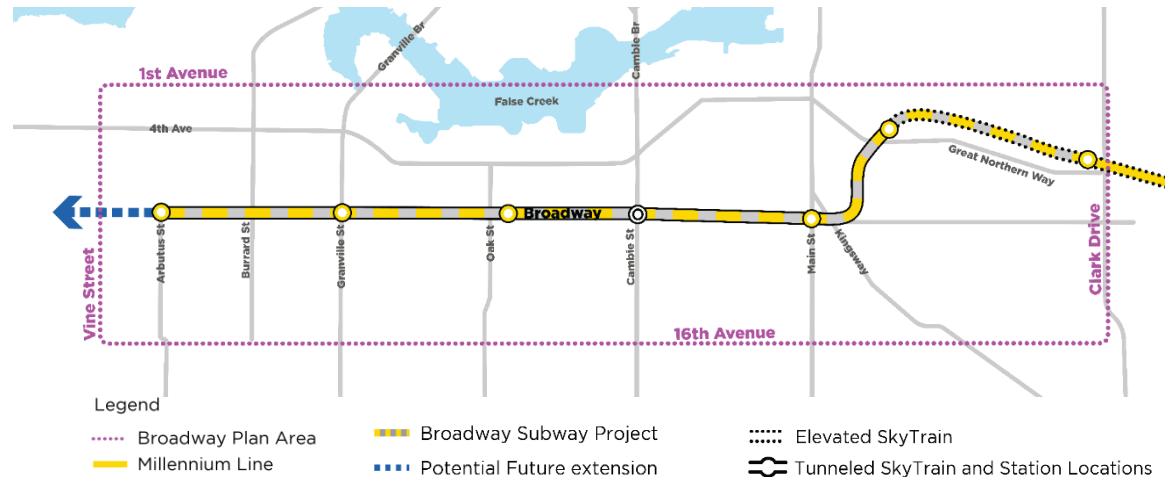 1st Avenue
Granville Br
Cambie Br
False Creek
4th Ave
Great Northern Way
Broadway
Vine Street
Arbutus St
Burrard St
Granville St
Oak St
Cambie St
Main St
Kingsway
Clark Drive
16th Avenue
Legend
Broadway Plan Area
Millennium Line
Broadway Subway Project
Potential Future extension
Elevated SkyTrain
Tunneled SkyTrain and Station Locations